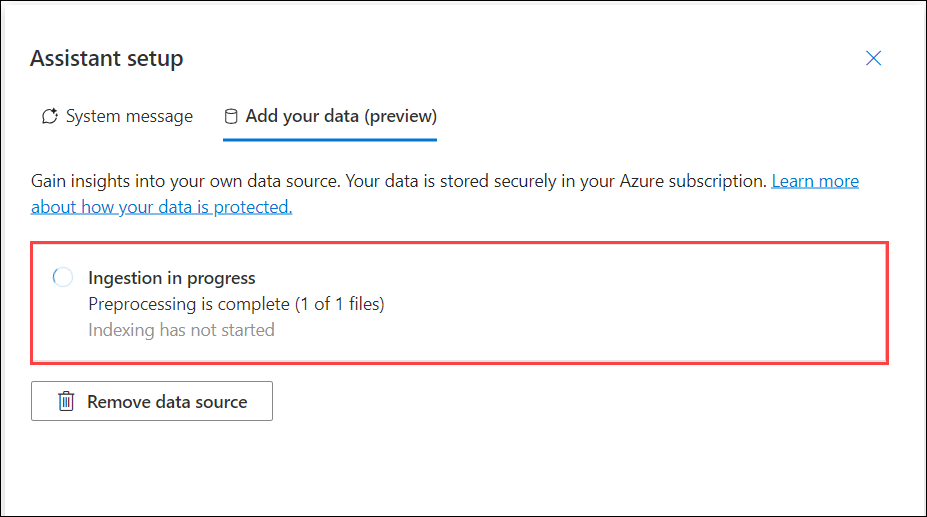 Assistant setup
System message
Add your data (preview)
Gain insights into your own data source. Your data is stored securely in your Azure subscription. Learn more
about how your data is protected.
Ingestion in progress
Preprocessing is complete (1 of 1 files)
Indexing has not started
Remove data source